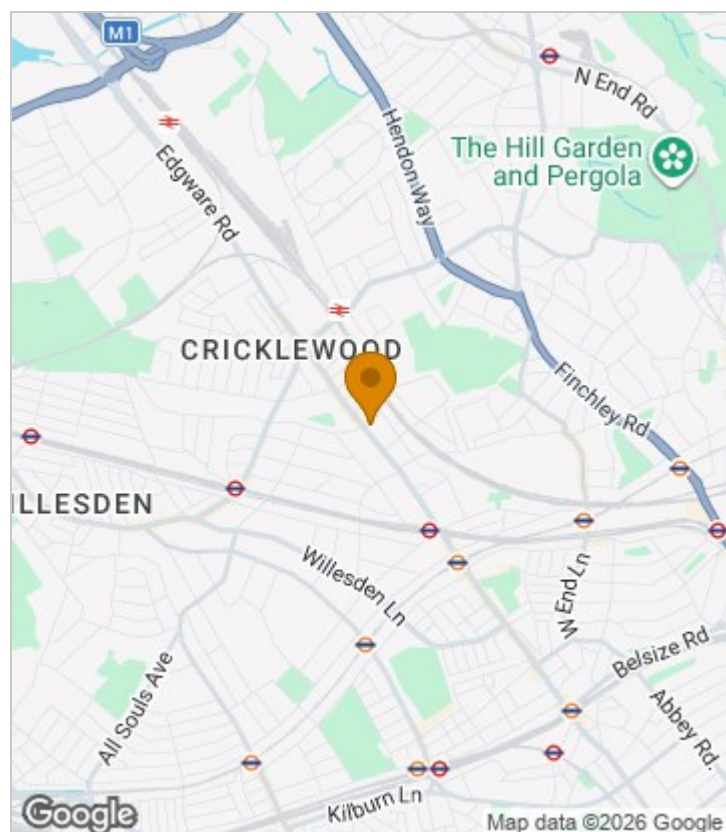 M1
N End Rd
Hendon Way
The Hill Garden
and Pergola
Edgware Rd
CRICKLEWOOD
Finchley Rd
ILLESDEN
Willesden Ln
W End Ln
Belsize Rd
All Souls Ave
Abbey Rd.
Kilburn Ln
Google
Map data ©2026 Google